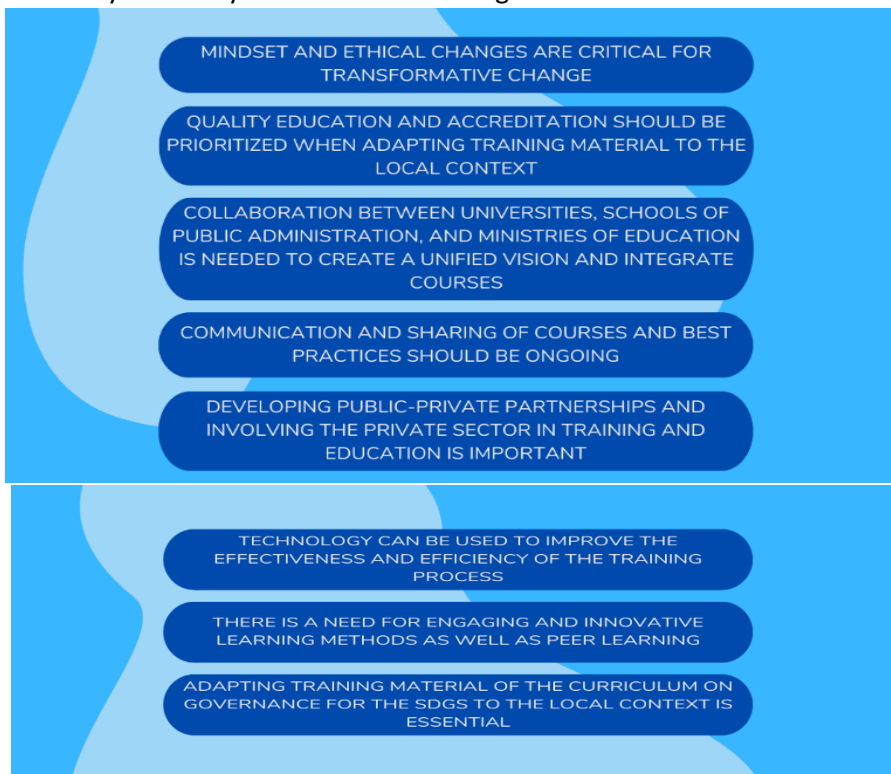 MINDSET AND ETHICAL CHANGES ARE CRITICAL FOR
TRANSFORMATIVE CHANGE
QUALITY EDUCATION AND ACCREDITATION SHOULD BE
PRIORITIZED WHEN ADAPTING TRAINING MATERIAL TO THE
LOCAL CONTEXT
COLLABORATION BETWEEN UNIVERSITIES, SCHOOLS OF
PUBLIC ADMINISTRATION, AND MINISTRIES OF EDUCATION
IS NEEDED TO CREATE A UNIFIED VISION AND INTEGRATE
COURSES
COMMUNICATION AND SHARING OF COURSES AND BEST
PRACTICES SHOULD BE ONGOING
DEVELOPING PUBLIC-PRIVATE PARTNERSHIPS AND
INVOLVING THE PRIVATE SECTOR IN TRAINING AND
EDUCATION IS IMPORTANT
TECHNOLOGY CAN BE USED TO IMPROVE THE
EFFECTIVENESS AND EFFICIENCY OF THE TRAINING
PROCESS
THERE IS A NEED FOR ENGAGING AND INNOVATIVE
LEARNING METHODS AS WELL AS PEER LEARNING
ADAPTING TRAINING MATERIAL OF THE CURRICULUM ON
GOVERNANCE FOR THE SDGS TO THE LOCAL CONTEXT IS
ESSENTIAL